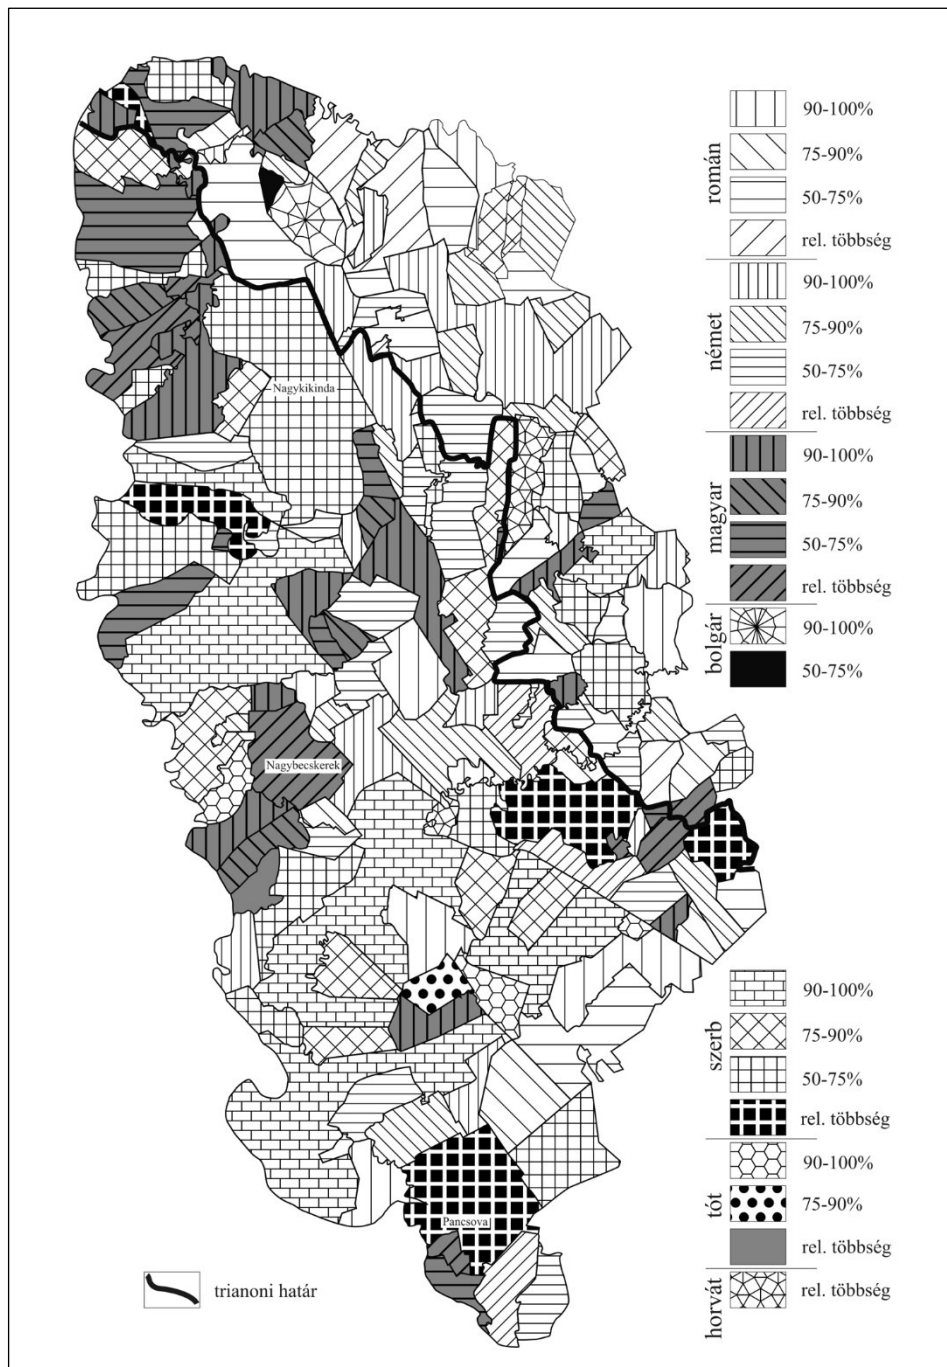 román
90-100%
75-90%
50-75%
rel. többség
német
90-100%
75-90%
50-75%
rel. többség
magyar
90-100%
75-90%
50-75%
rel. többség
bolgár
90-100%
50-75%
Nagykikinda
Nagybecskerek
Pancsova
szerb
90-100%
75-90%
50-75%
rel. többség
tót
90-100%
75-90%
rel. többség
horvát
rel. többség
trianoni határ